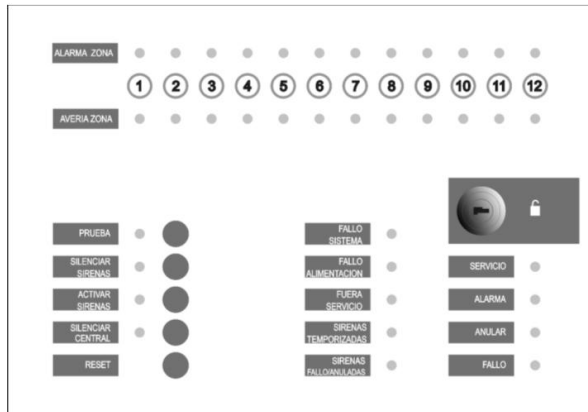 ALARMA ZONA
1 2 3 4 5 6 7 8 9 10 11 12
AVERIA ZONA
PRUEBA
SILENCIAR
SIRENAS
ACTIVAR
SIRENAS
SILENCIAR
CENTRAL
RESET
FALLO
SISTEMA
FALLO
ALIMENTACION
FUERA
SERVICIO
SIRENAS
TEMPORIZADAS
SIRENAS
FALLO/ANULADAS
SERVICIO
ALARMA
ANULAR
FALLO